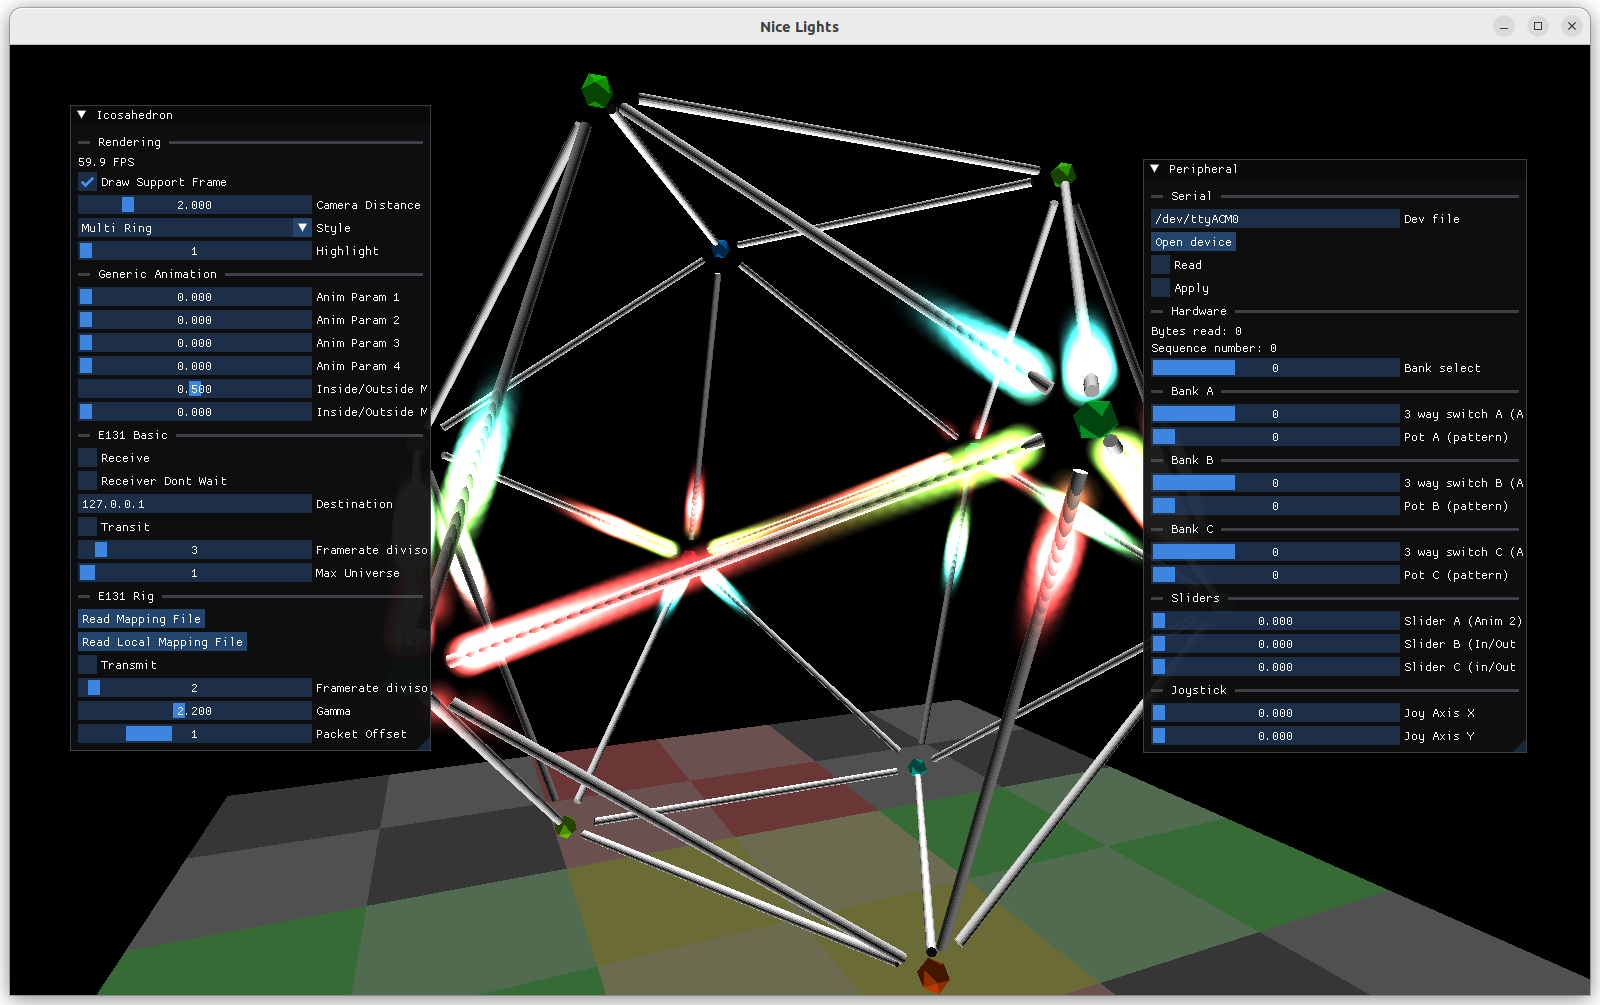 Nice Lights
Icosahedron
Rendering
59.9 FPS
Draw Support Frame
2.000 Camera Distance
Multi Ring Style
1 Highlight
Generic Animation
0.000 Anim Param 1
0.000 Anim Param 2
0.000 Anim Param 3
0.000 Anim Param 4
0.500 Inside/Outside M
0.000 Inside/Outside M
E131 Basic
Receive
Receiver Dont Wait
127.0.0.1 Destination
Transit
3 Framerate diviso
1 Max Universe
E131 Rig
Read Mapping File
Read Local Mapping File
Transmit
2 Framerate diviso
2.200 Gamma
1 Packet Offset
Peripheral
Serial
/dev/ttyACM0 Dev file
Open device
Read
Apply
Hardware
Bytes read: 0
Sequence number: 0
0 Bank select
Bank A
0 3 way switch A (A
0 Pot A (pattern)
Bank B
0 3 way switch B (A
0 Pot B (pattern)
Bank C
0 3 way switch C (A
0 Pot C (pattern)
Sliders
0.000 Slider A (Anim 2)
0.000 Slider B (In/Out
0.000 Slider C (in/Out
Joystick
0.000 Joy Axis X
0.000 Joy Axis Y